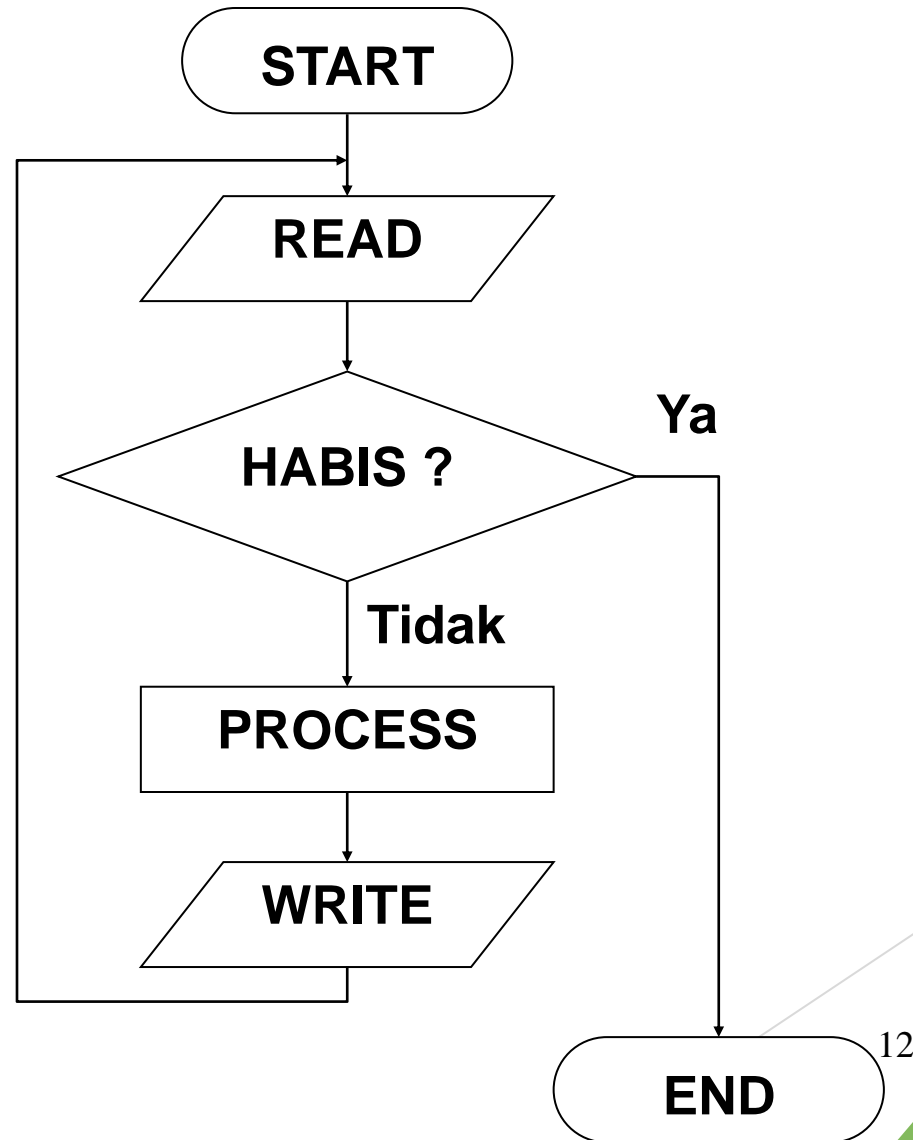 START
READ
Ya
HABIS ?
Tidak
PROCESS
WRITE
12
END